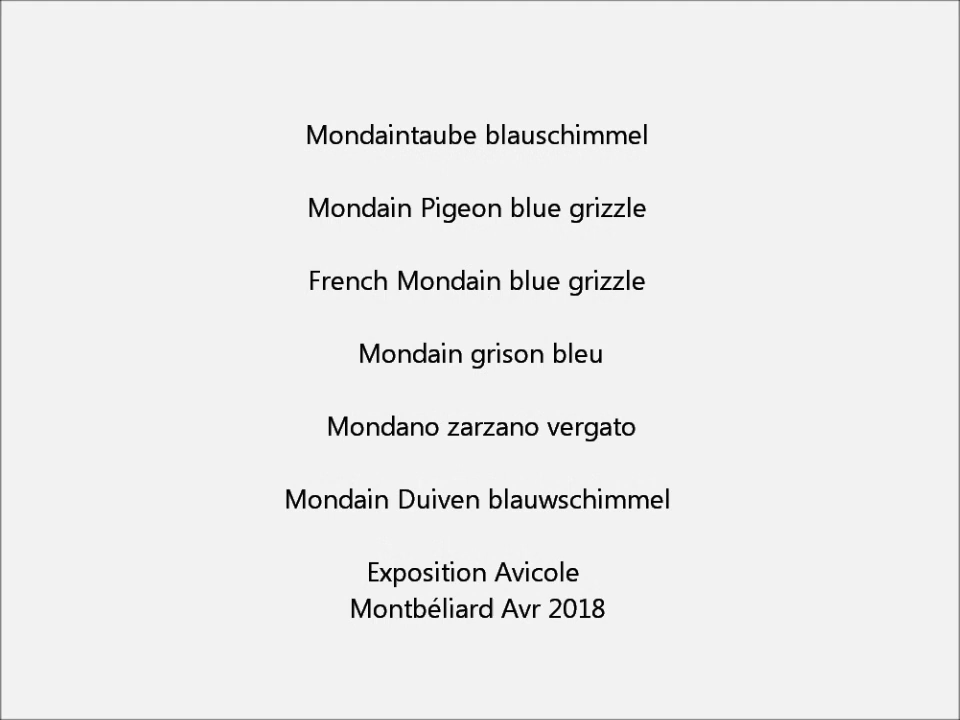 Mondaintaube blauschimmel
Mondain Pigeon blue grizzle
French Mondain blue grizzle
Mondain grison bleu
Mondano zarzano vergato
Mondain Duiven blauwschimmel
Exposition Avicole
Montbéliard Avr 2018